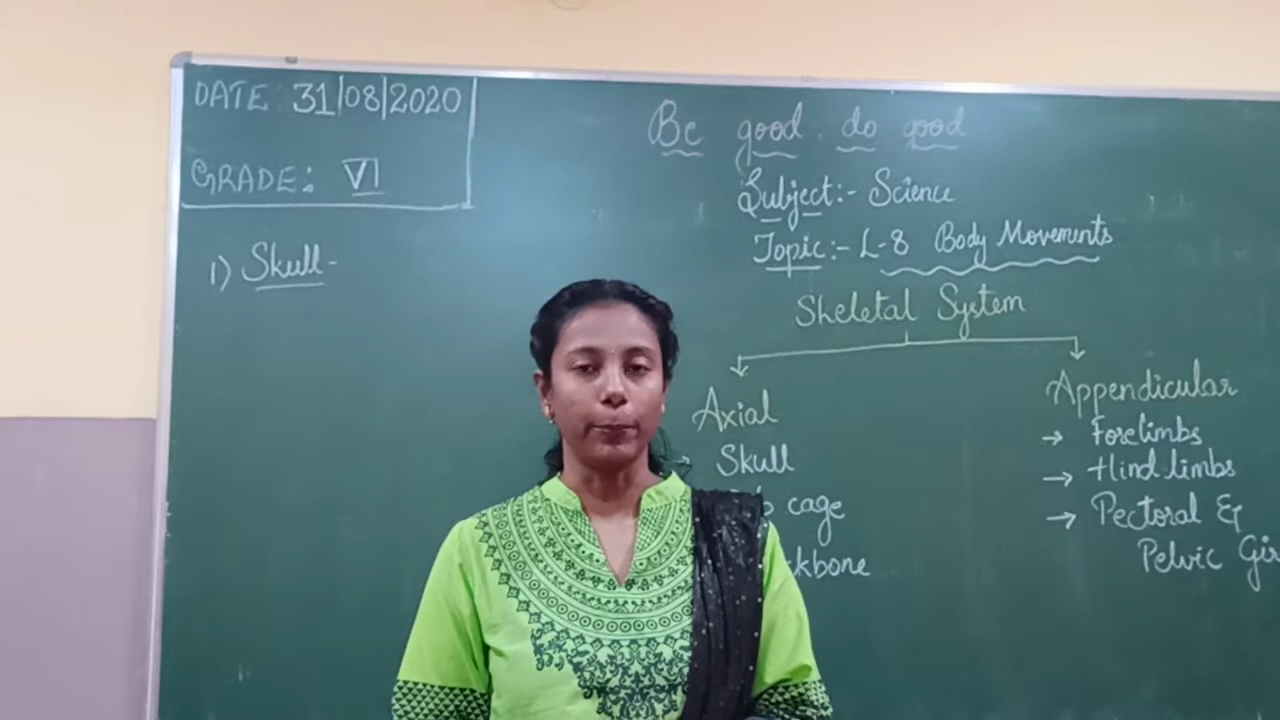 DATE: 31/08/2020
GRADE: VI
Be good, do good
Subject:- Science
Topic:- L-8 Body Movements
1) Skull-
Skeletal System
Axial
Skull
cage
Appendicular
→ Forelimbs
→ Hind limbs
→ Pectoral &
Pelvic